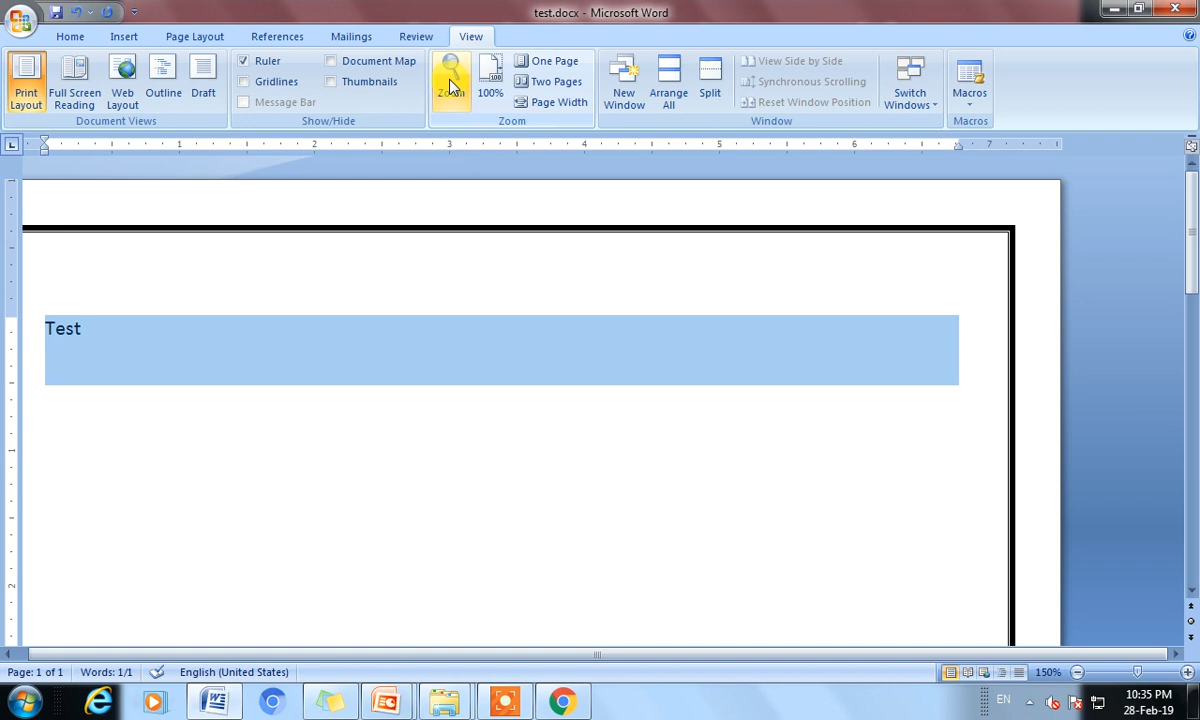 test.docx - Microsoft Word
Home Insert Page Layout References Mailings Review View
Print Layout
Full Screen Reading
Web Layout
Outline
Draft
Document Views
Ruler
Gridlines
Message Bar
Document Map
Thumbnails
Show/Hide
Zoom
100
100%
One Page
Two Pages
Page Width
Zoom
New Window
Arrange All
Split
View Side by Side
Synchronous Scrolling
Reset Window Position
Switch Windows
Window
Macros
Macros
1 2 3 4 5 6 7
1
Test
1
2
Page: 1 of 1 Words: 1/1 English (United States) 150%
EN
10:35 PM
28-Feb-19